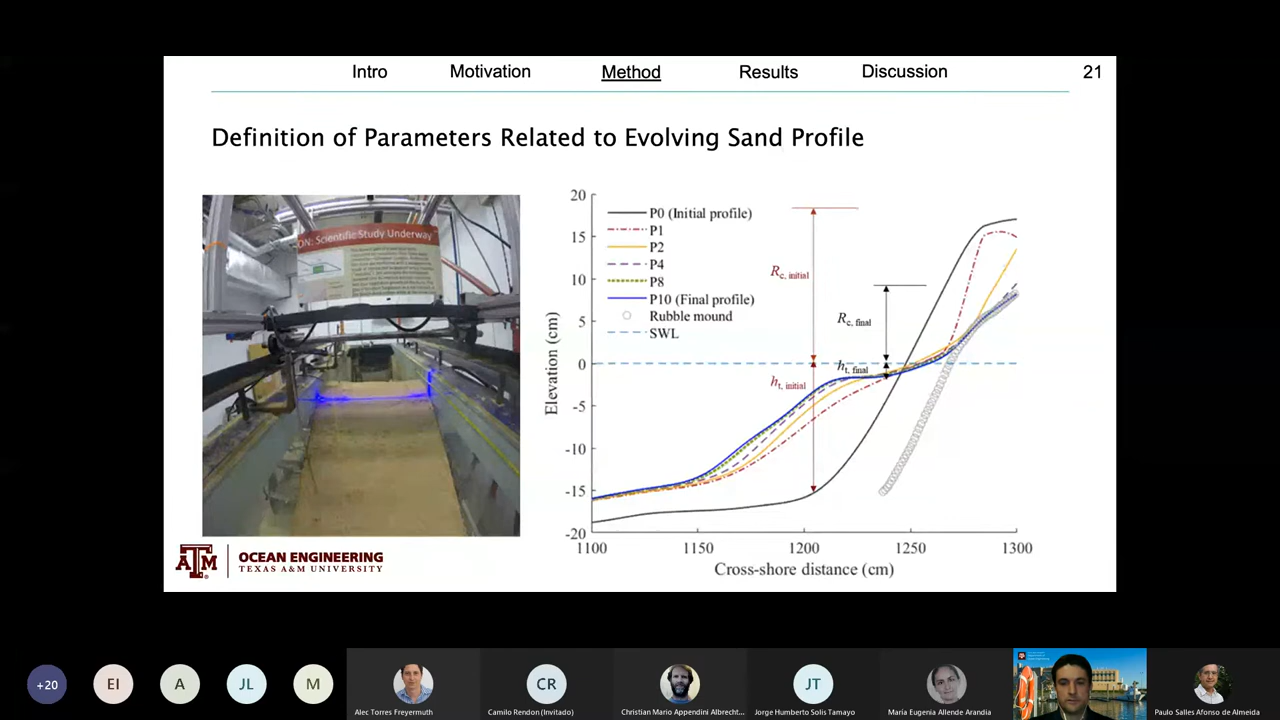 Intro Motivation Method Results Discussion 21
Definition of Parameters Related to Evolving Sand Profile
ON: Scientific Study Underway
20
15
10
5
0
-5
-10
-15
-20
Elevation (cm)
P0 (Initial profile)
P1
P2
P4
P8
P10 (Final profile)
Rubble mound
SWL
Rc, initial
Rc, final
ht, final
ht, initial
1100 1150 1200 1250 1300
Cross-shore distance (cm)
ATM
OCEAN ENGINEERING
TEXAS A&M UNIVERSITY
+20 EI A JL M CR JT
Alec Torres Freyermuth
Camilo Rendon (Invitado)
Christian Mario Appendini Albrecht...
Jorge Humberto Solis Tamayo
María Eugenia Allende Arandia
Paulo Salles Afonso de Almeida